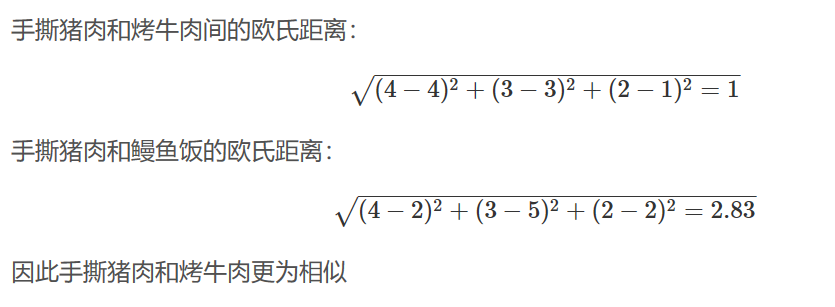 手撕猪肉和烤牛肉间的欧氏距离：
√(4 − 4)² + (3 − 3)² + (2 − 1)² = 1
手撕猪肉和鳗鱼饭的欧氏距离：
√(4 − 2)² + (3 − 5)² + (2 − 2)² = 2.83
因此手撕猪肉和烤牛肉更为相似